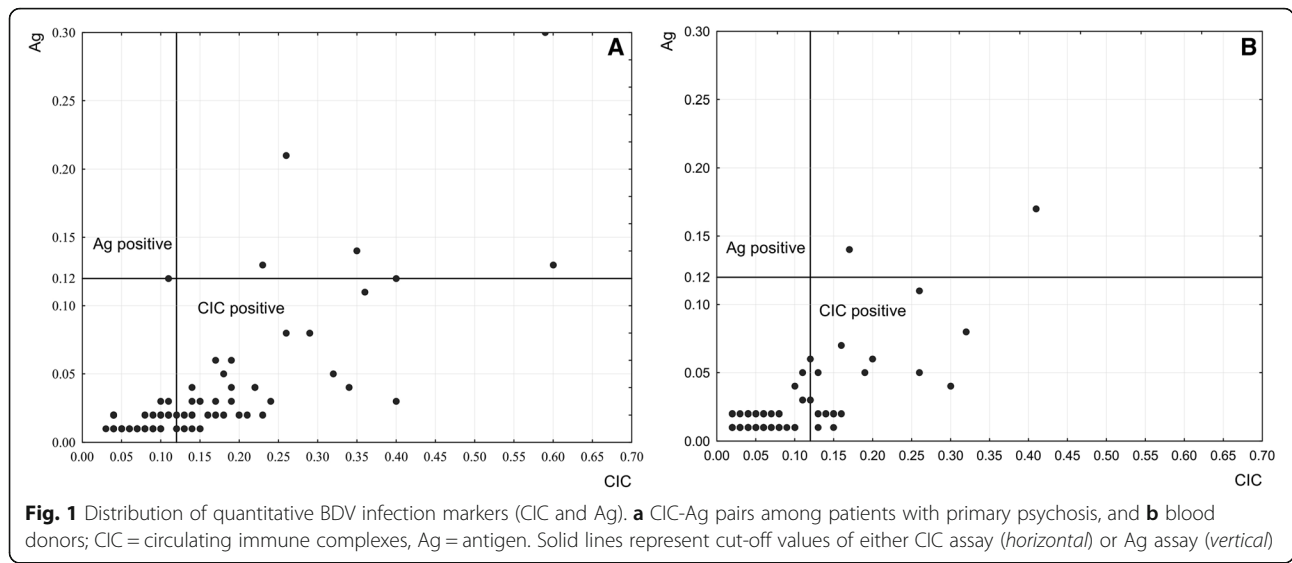 Ag
A
0.30
0.25
0.20
0.15
0.12
0.10
0.05
0.00
Ag positive
CIC positive
0.00 0.05 0.10 0.15 0.20 0.25 0.30 0.35 0.40 0.45 0.50 0.55 0.60 0.65 0.70
CIC
Ag
B
0.30
0.25
0.20
0.15
0.12
0.10
0.05
0.00
Ag positive
CIC positive
0.00 0.05 0.10 0.15 0.20 0.25 0.30 0.35 0.40 0.45 0.50 0.55 0.60 0.65 0.70
CIC
Fig. 1 Distribution of quantitative BDV infection markers (CIC and Ag). a CIC-Ag pairs among patients with primary psychosis, and b blood
donors; CIC = circulating immune complexes, Ag = antigen. Solid lines represent cut-off values of either CIC assay (horizontal) or Ag assay (vertical)